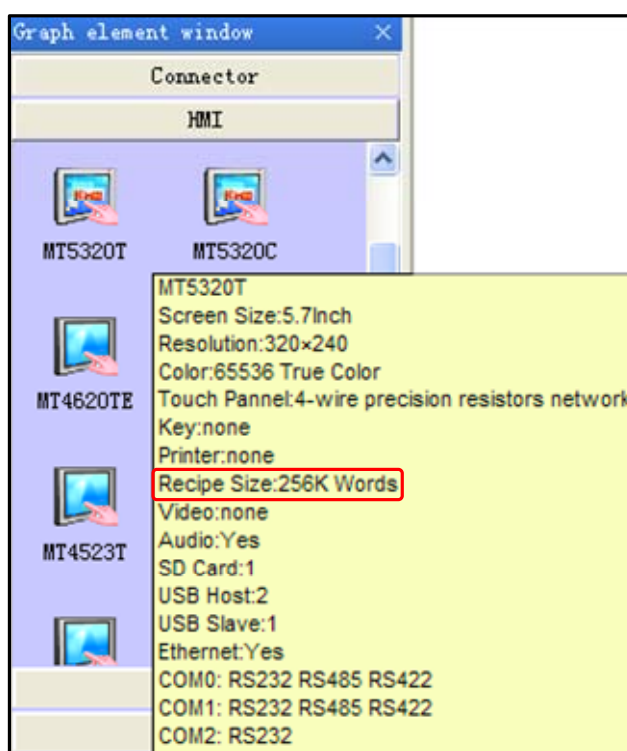 Graph element window
Connector
HMI
MT5320T MT5320C
MT5320T
Screen Size:5.7Inch
Resolution:320×240
Color:65536 True Color
MT4620TE
Touch Pannel:4-wire precision resistors network
Key:none
Printer:none
Recipe Size:256K Words
Video:none
MT4523T
Audio:Yes
SD Card:1
USB Host:2
USB Slave:1
Ethernet:Yes
COM0: RS232 RS485 RS422
COM1: RS232 RS485 RS422
COM2: RS232